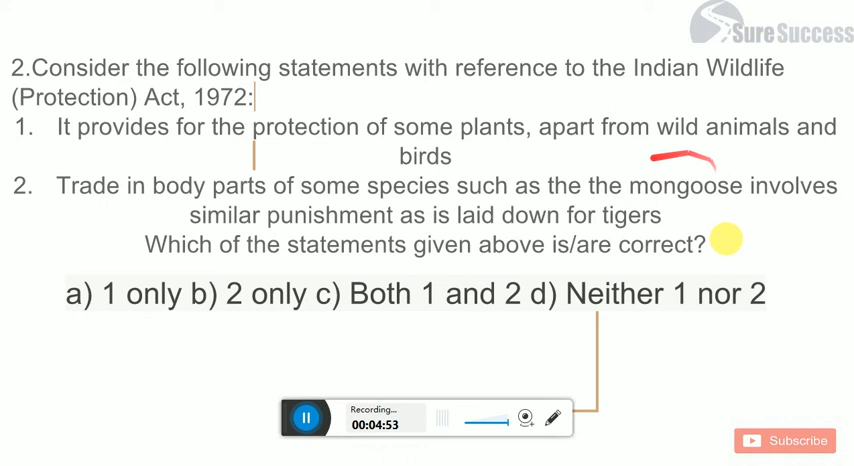 Sure Success
2.Consider the following statements with reference to the Indian Wildlife
(Protection) Act, 1972:
1. It provides for the protection of some plants, apart from wild animals and
birds
2. Trade in body parts of some species such as the the mongoose involves
similar punishment as is laid down for tigers
Which of the statements given above is/are correct?
a) 1 only b) 2 only c) Both 1 and 2 d) Neither 1 nor 2
Recording...
00:04:53
Subscribe